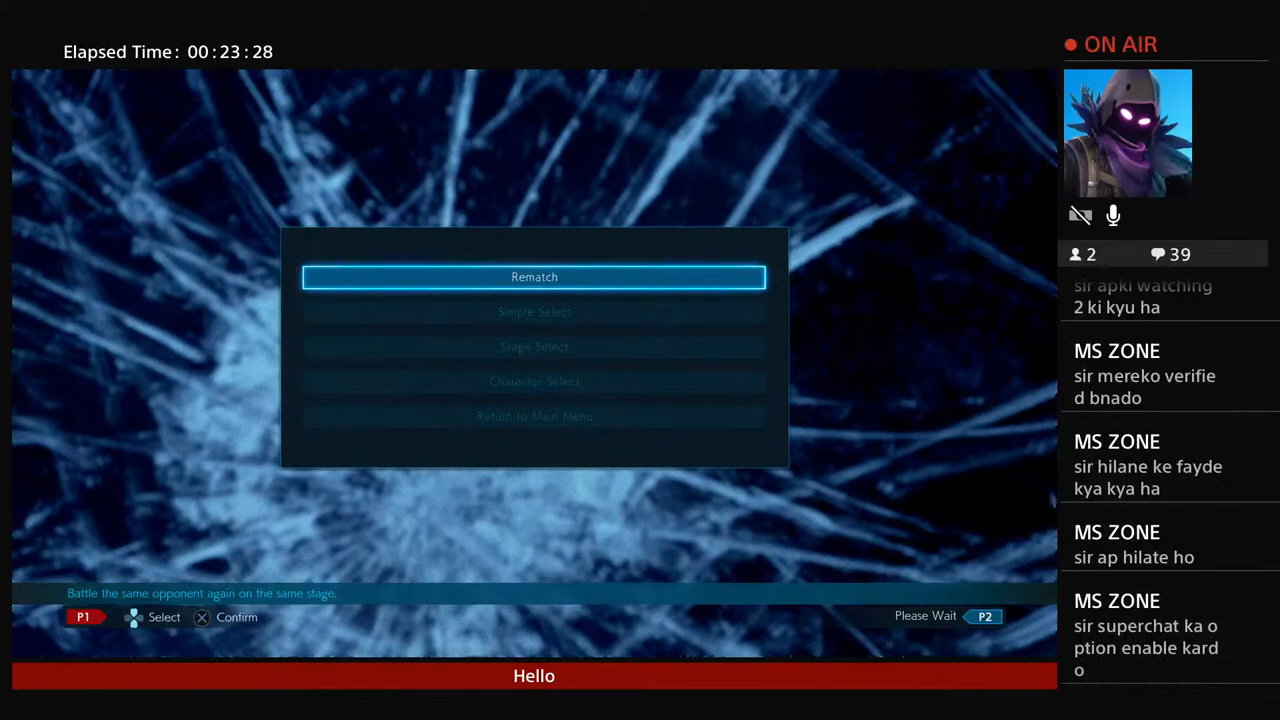 Elapsed Time: 00:23:28
Rematch
Simple Select
Stage Select
Character Select
Return to Main Menu
Battle the same opponent again on the same stage.
P1 Select Confirm
Please Wait P2
Hello
ON AIR
2 39
sir apki watching
2 ki kyu ha
MS ZONE
sir mereko verifie
d bnado
MS ZONE
sir hilane ke fayde
kya kya ha
MS ZONE
sir ap hilate ho
MS ZONE
sir superchat ka o
ption enable kard
o